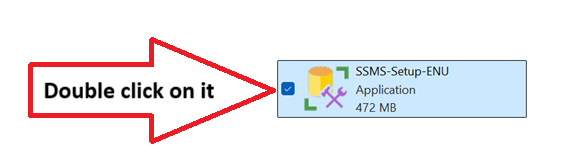 Double click on it
SSMS-Setup-ENU
Application
472 MB